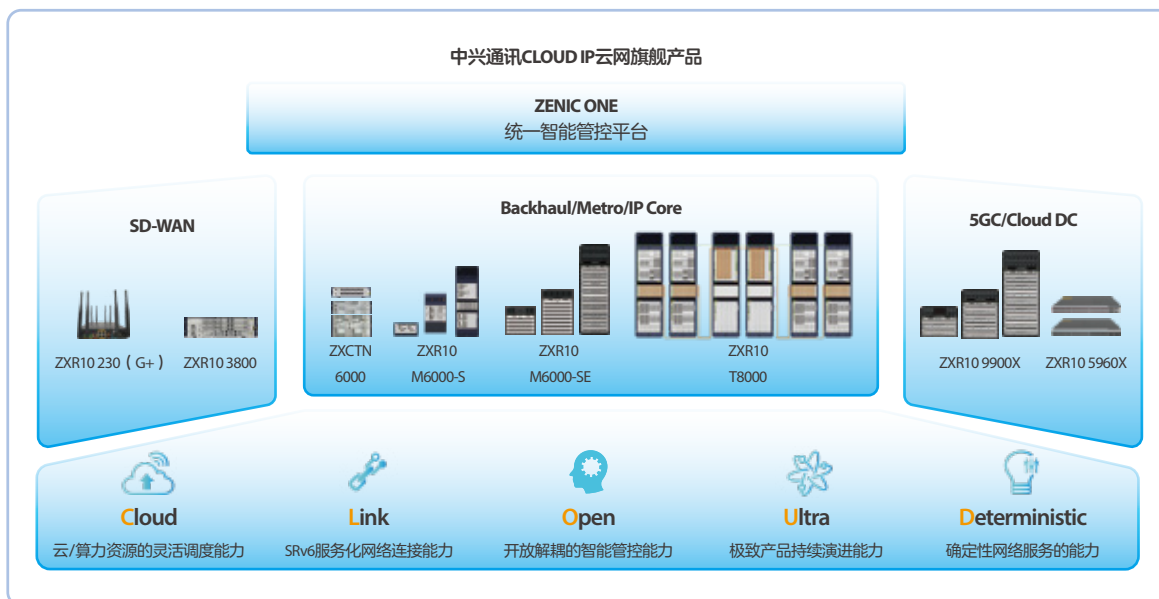 中兴通讯CLOUD IP云网旗舰产品
ZENIC ONE
统一智能管控平台
SD-WAN
ZXR10 230（G+）
ZXR10 3800
Backhaul/Metro/IP Core
ZXCTN
6000
ZXR10
M6000-S
ZXR10
M6000-SE
ZXR10
T8000
5GC/Cloud DC
ZXR10 9900X
ZXR10 5960X
Cloud
云/算力资源的灵活调度能力
Link
SRv6服务化网络连接能力
Open
开放解耦的智能管控能力
Ultra
极致产品持续演进能力
Deterministic
确定性网络服务的能力